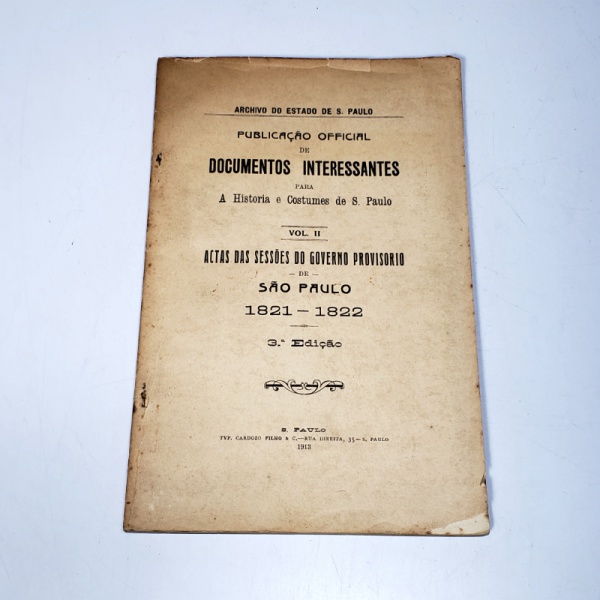 ARCHIVO DO ESTADO DE S. PAULO
PUBLICAÇÃO OFFICIAL
DE
DOCUMENTOS INTERESSANTES
PARA
A Historia e Costumes de S. Paulo
VOL. II
ACTAS DAS SESSÕES DO GOVERNO PROVISORIO
— DE —
SÃO PAULO
1821 — 1822
3.ª Edição
S. PAULO
TYP. CARDOZO FILHO & C.—RUA DIREITA, 35—S. PAULO
1913